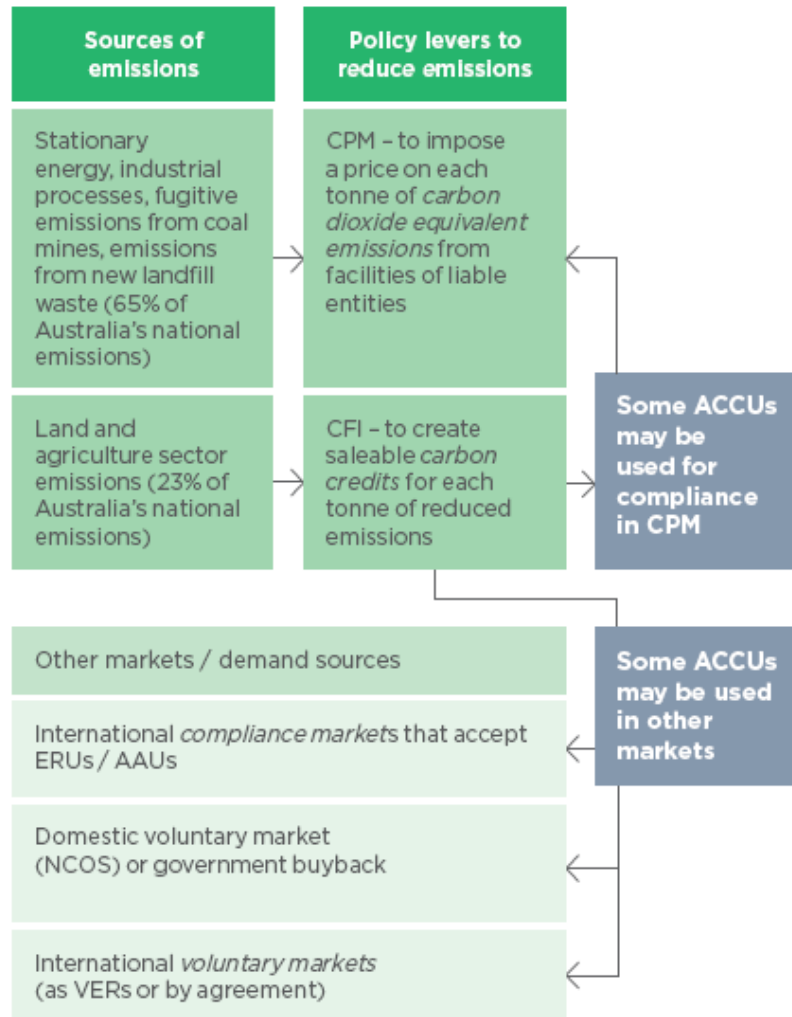 Sources of
emissions
Policy levers to
reduce emissions
Stationary
energy, industrial
processes, fugitive
emissions from coal
mines, emissions
from new landfill
waste (65% of
Australia's national
emissions)
CPM – to impose
a price on each
tonne of carbon
dioxide equivalent
emissions from
facilities of liable
entities
Land and
agriculture sector
emissions (23% of
Australia's national
emissions)
CFI – to create
saleable carbon
credits for each
tonne of reduced
emissions
Some ACCUs
may be
used for
compliance
in CPM
Other markets / demand sources
Some ACCUs
may be used
in other
markets
International compliance markets that accept
ERUs / AAUs
Domestic voluntary market
(NCOS) or government buyback
International voluntary markets
(as VERs or by agreement)